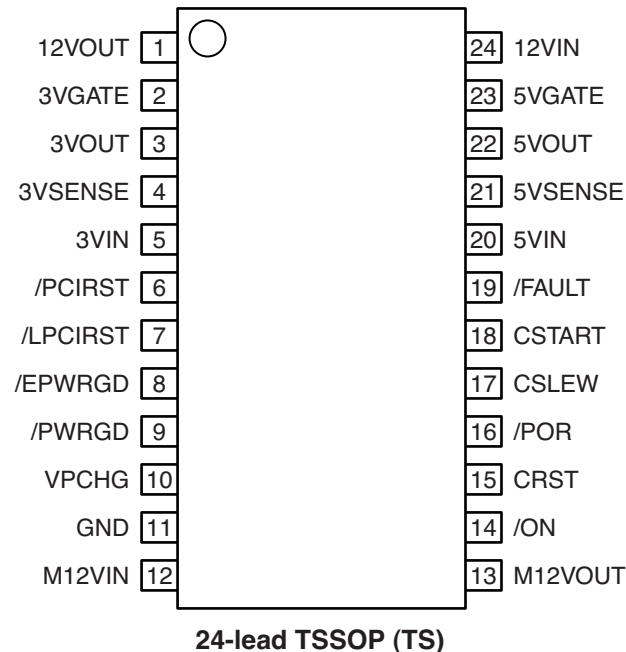 12VOUT 1 24 12VIN
3VGATE 2 23 5VGATE
3VOUT 3 22 5VOUT
3VSENSE 4 21 5VSENSE
3VIN 5 20 5VIN
/PCIRST 6 19 /FAULT
/LPCIRST 7 18 CSTART
/EPWRGD 8 17 CSLEW
/PWRGD 9 16 /POR
VPCHG 10 15 CRST
GND 11 14 /ON
M12VIN 12 13 M12VOUT
24-lead TSSOP (TS)